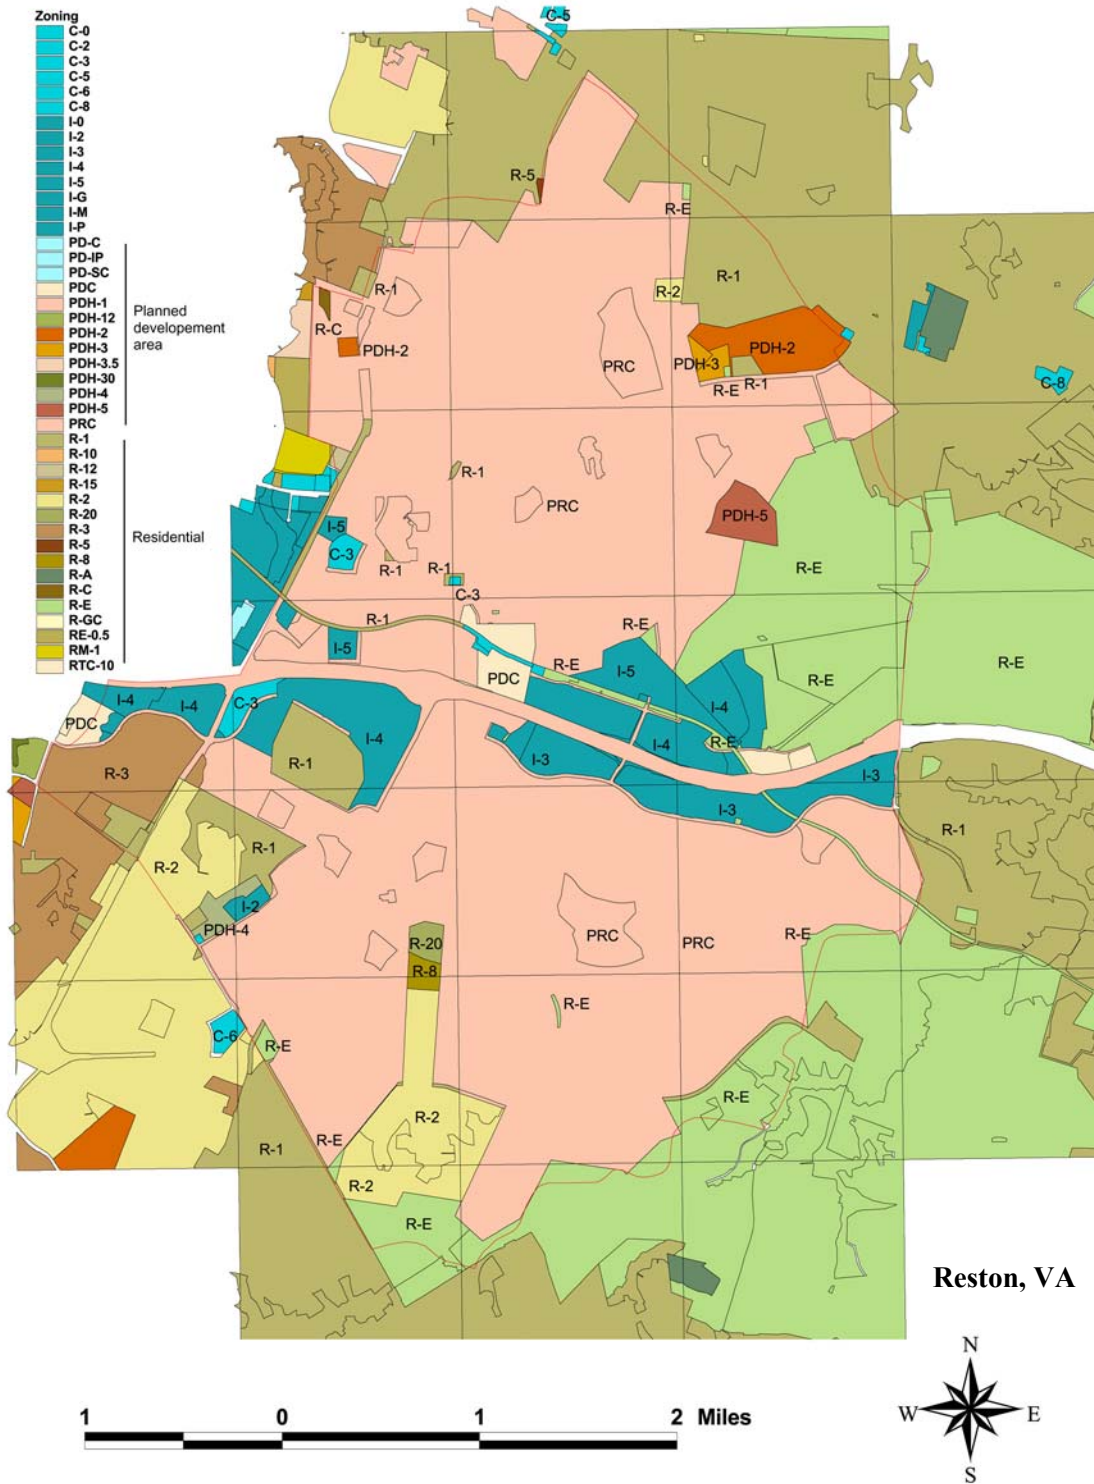 Zoning
C-0
C-2
C-3
C-5
C-6
C-8
I-0
I-2
I-3
I-4
I-5
I-G
I-M
I-P
PD-C
PD-IP
PD-SC
PDC
PDH-1
PDH-12
PDH-2
PDH-3
PDH-3.5
PDH-30
PDH-4
PDH-5
PRC
R-1
R-10
R-12
R-15
R-2
R-20
R-3
R-5
R-8
R-A
R-C
R-E
R-GC
RE-0.5
RM-1
RTC-10
Planned
developement
area
Residential
C-5
R-5
R-E
R-1
R-1
R-2
R-C
PDH-2
PRC
PDH-3
PDH-2
R-E
R-1
C-8
R-1
PRC
PDH-5
I-5
C-3
R-1
R-1
C-3
R-E
R-1
R-E
I-5
R-E
I-5
R-E
R-E
PDC
C-3
I-4
I-4
PDC
I-4
I-4
R-E
I-4
R-3
R-1
I-3
I-3
I-3
R-1
R-2
R-1
I-2
PDH-4
R-20
R-8
PRC
PRC
R-E
R-E
C-6
R-E
R-E
R-2
R-E
R-1
R-2
R-E
Reston, VA
N
W
E
S
1 0 1 2 Miles